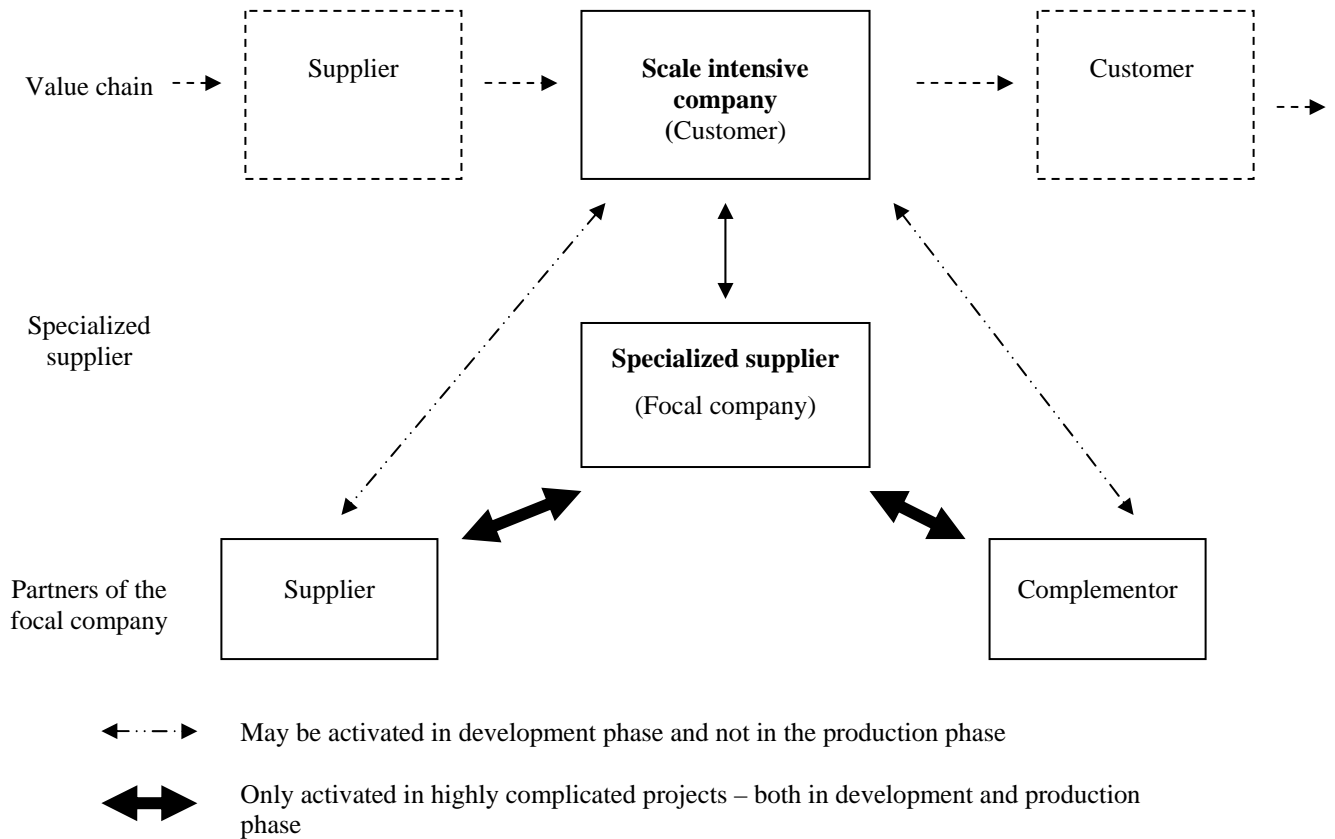 Value chain
Supplier
Scale intensive
company
(Customer)
Customer
Specialized
supplier
Specialized supplier
(Focal company)
Partners of the
focal company
Supplier
Complementor
May be activated in development phase and not in the production phase
Only activated in highly complicated projects – both in development and production
phase